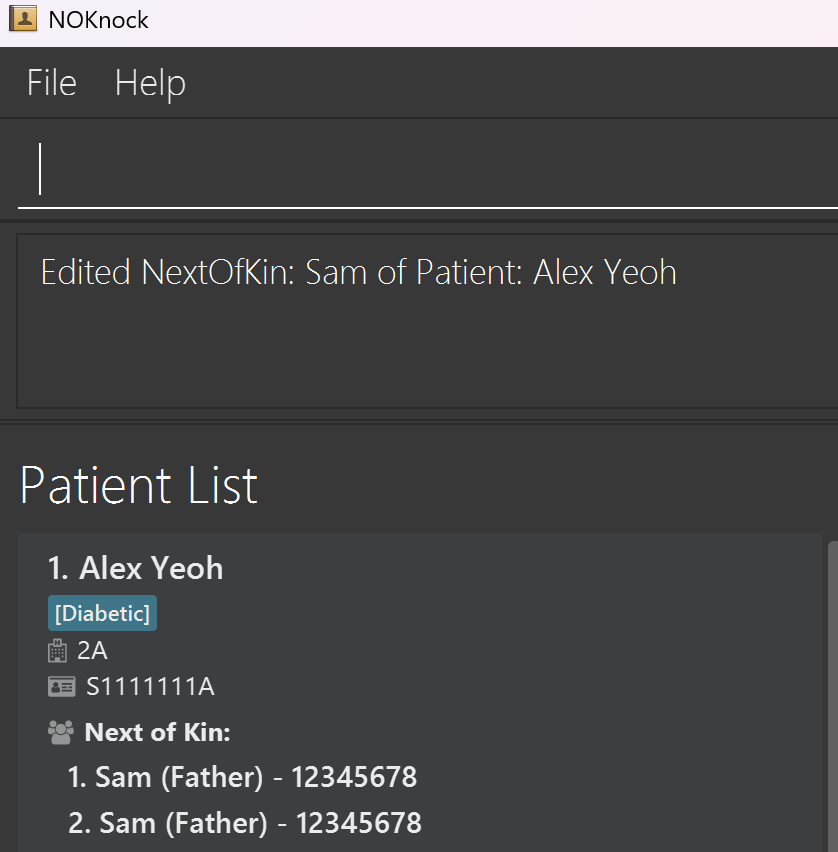 NOKnock
File Help
Edited NextOfKin: Sam of Patient: Alex Yeoh
Patient List
1. Alex Yeoh
[Diabetic]
2A
S1111111A
Next of Kin:
1. Sam (Father) - 12345678
2. Sam (Father) - 12345678